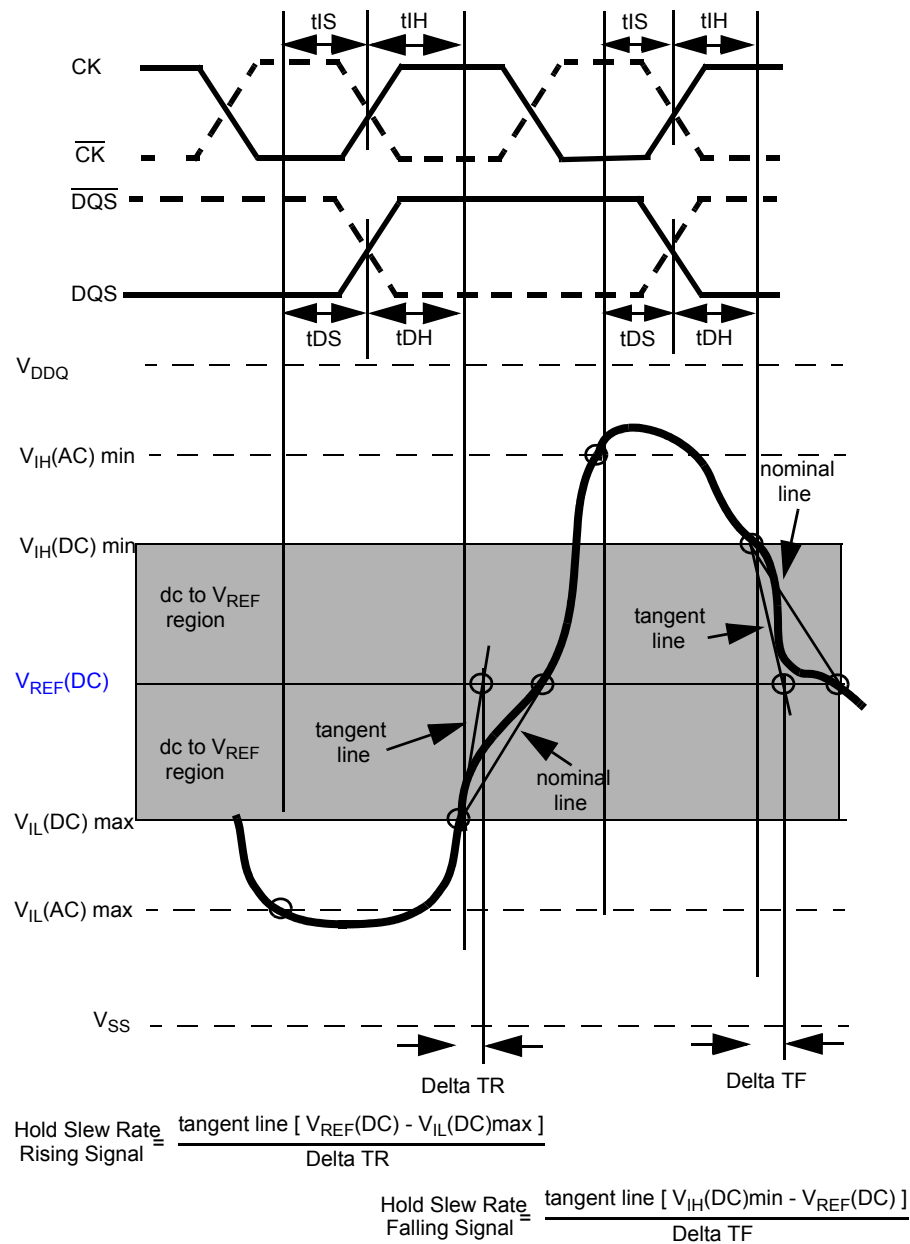 tIS tIH tIS tIH
CK
CK
DQS
DQS
tDS tDH tDS tDH
VDDQ
VIH(AC) min
nominal
line
VIH(DC) min
dc to VREF
region
tangent
line
VREF(DC)
tangent
line
dc to VREF
region
nominal
line
VIL(DC) max
VIL(AC) max
VSS
Delta TR
Delta TF
Hold Slew Rate
Rising Signal
=
tangent line [ VREF(DC) - VIL(DC)max ]
Delta TR
Hold Slew Rate
Falling Signal
=
tangent line [ VIH(DC)min - VREF(DC) ]
Delta TF